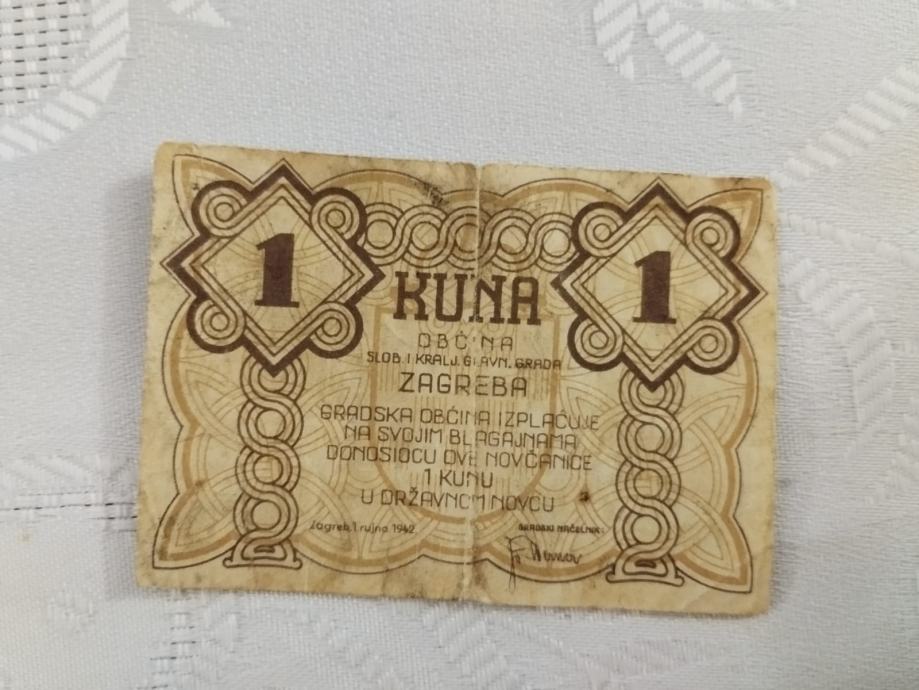 1 1
KUNA
OBĆINA
SLOB. I KRALJ. GLAVN. GRADA
ZAGREBA
GRADSKA OBĆINA IZPLAĆUJE
NA SVOJIM BLAGAJNAMA
DONOSIOCU OVE NOVČANICE
1 KUNU
U DRŽAVNOM NOVCU
Zagreb, 1 rujna 1942.
GRADSKI NAČELNIK: